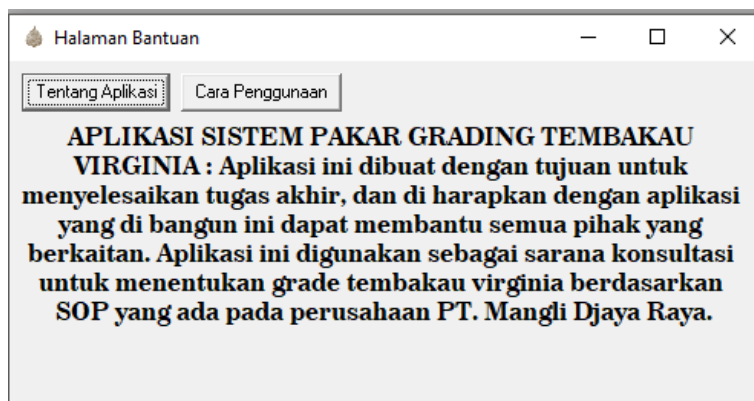 Halaman Bantuan
Tentang Aplikasi Cara Penggunaan
APLIKASI SISTEM PAKAR GRADING TEMBAKAU
VIRGINIA : Aplikasi ini dibuat dengan tujuan untuk
menyelesaikan tugas akhir, dan di harapkan dengan aplikasi
yang di bangun ini dapat membantu semua pihak yang
berkaitan. Aplikasi ini digunakan sebagai sarana konsultasi
untuk menentukan grade tembakau virginia berdasarkan
SOP yang ada pada perusahaan PT. Mangli Djaya Raya.